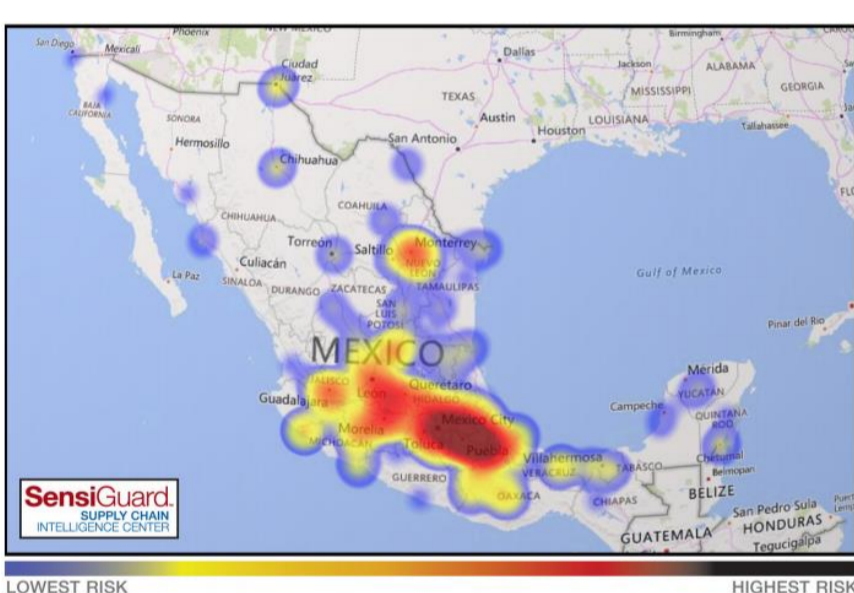 NEW MEXICO
Phoenix
San Diego
Mexicali
Dallas
Birmingham
Jackson
ALABAMA
Ciudad
Juárez
TEXAS
MISSISSIPPI
GEORGIA
BAJA
CALIFORNIA
SONORA
Austin
LOUISIANA
Tallahassee
Hermosillo
San Antonio
Houston
Chihuahua
COAHUILA
CHIHUAHUA
Torreón
Saltillo
Monterrey
Culiacán
NUEVO
LEÓN
La Paz
SINALOA
DURANGO
ZACATECAS
TAMAULIPAS
Gulf of Mexico
SAN
LUIS
POTOSÍ
Pinar del Río
MEXICO
Mérida
JALISCO
León
Querétaro
YUCATÁN
Guadalajara
HIDALGO
Campeche
QUINTANA
ROO
Morelia
Mexico City
MICHOACÁN
Toluca
Puebla
Villahermosa
Chetumal
VERACRUZ
TABASCO
Belmopan
GUERRERO
OAXACA
CHIAPAS
BELIZE
San Pedro Sula
HONDURAS
GUATEMALA
Tegucigalpa
SensiGuard
SUPPLY CHAIN
INTELLIGENCE CENTER
LOWEST RISK
HIGHEST RISK